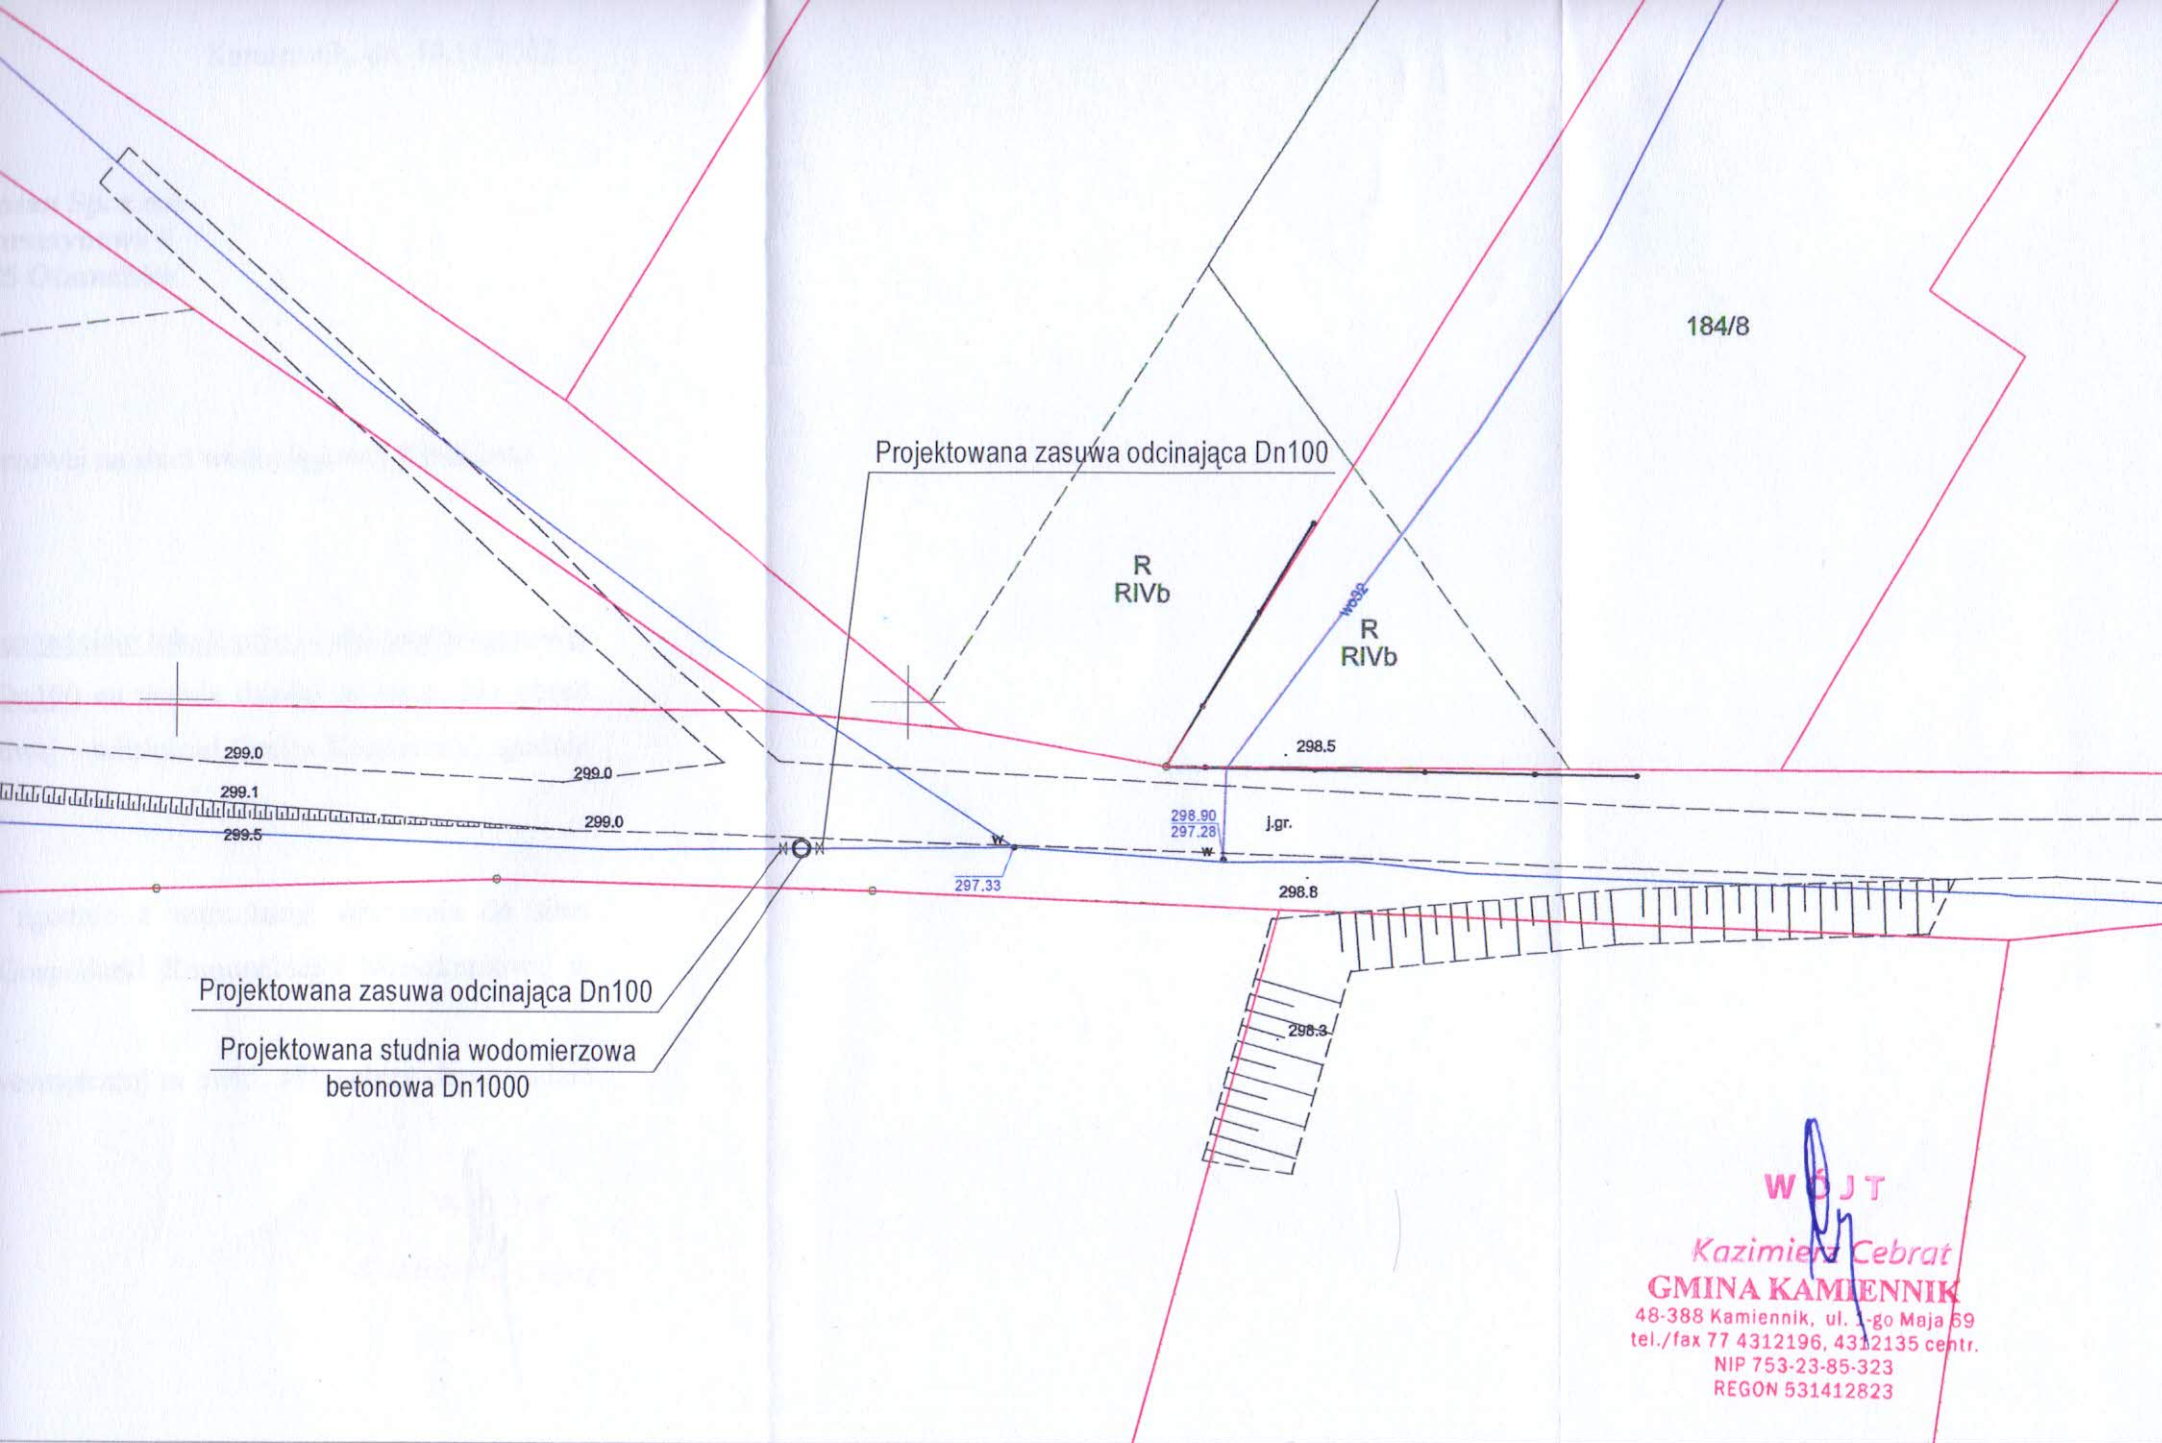 184/8
Projektowana zasuwa odcinająca Dn100
R
RIVb
wo32
R
RIVb
298.5
299.0
299.0
299.1
299.0
299.5
298.90
297.28
j.gr.
w
w
297.33
298.8
298.3
Projektowana zasuwa odcinająca Dn100
Projektowana studnia wodomierzowa
betonowa Dn1000
WÓJT
Kazimierz Cebrat
GMINA KAMIENNIK
48-388 Kamiennik, ul. 1-go Maja 69
tel./fax 77 4312196, 4312135 centr.
NIP 753-23-85-323
REGON 531412823